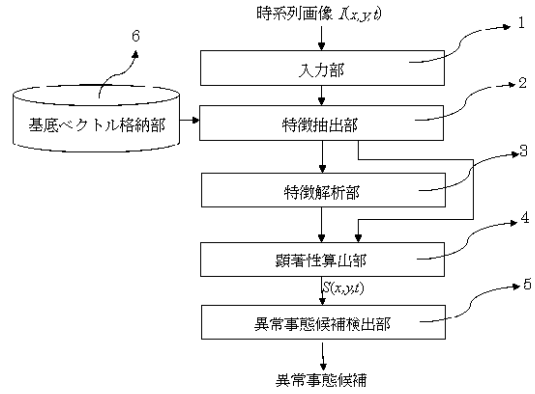 時系列画像 I(x,y,t)
1
入力部
6
2
基底ベクトル格納部
特徴抽出部
3
特徴解析部
4
顕著性算出部
S(x,y,t)
5
異常事態候補検出部
異常事態候補